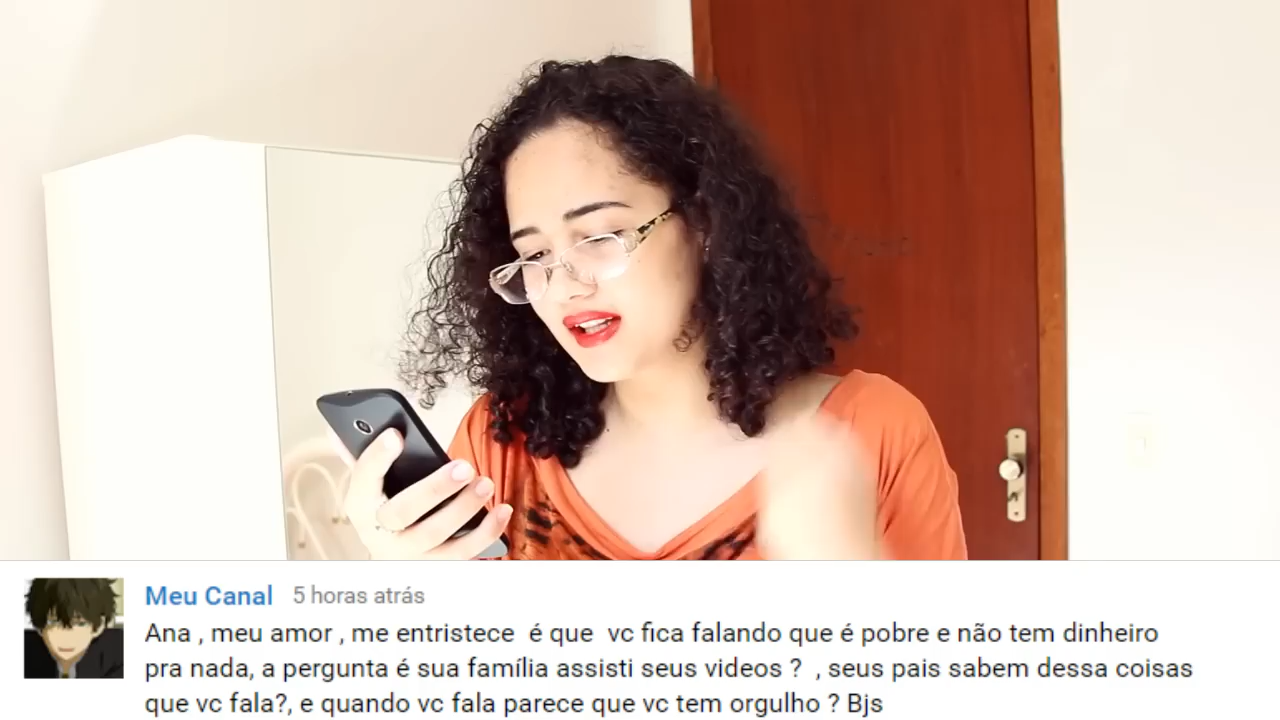 Meu Canal 5 horas atrás
Ana , meu amor , me entristece é que vc fica falando que é pobre e não tem dinheiro
pra nada, a pergunta é sua família assisti seus videos ? , seus pais sabem dessa coisas
que vc fala?, e quando vc fala parece que vc tem orgulho ? Bjs